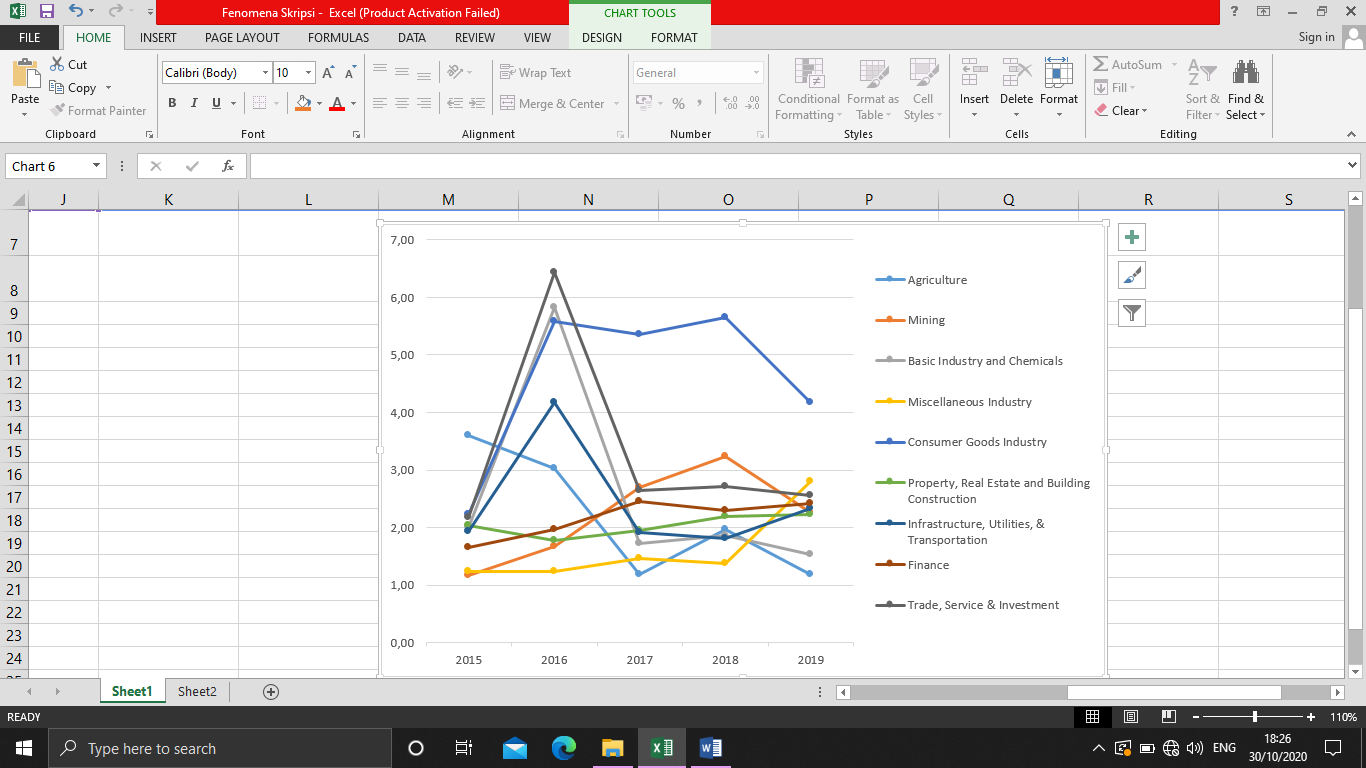 Fenomena Skripsi - Excel (Product Activation Failed)
CHART TOOLS
?
FILE HOME INSERT PAGE LAYOUT FORMULAS DATA REVIEW VIEW DESIGN FORMAT Sign in
Paste
Cut
Copy
Format Painter
Clipboard
Calibri (Body) 10 A A
B I U A
Font
Wrap Text
Merge & Center
Alignment
General
% , ,00 ,0
Number
Conditional Formatting
Format as Table
Cell Styles
Styles
Insert Delete Format
Cells
AutoSum
Fill
Clear
Sort & Filter
Find & Select
Editing
Chart 6 fx
J K L M N O P Q R S
7
8
9
10
11
12
13
14
15
16
17
18
19
20
21
22
23
24
7,00
6,00
5,00
4,00
3,00
2,00
1,00
0,00
2015 2016 2017 2018 2019
Agriculture
Mining
Basic Industry and Chemicals
Miscellaneous Industry
Consumer Goods Industry
Property, Real Estate and Building
Construction
Infrastructure, Utilities, &
Transportation
Finance
Trade, Service & Investment
Sheet1 Sheet2
READY
110%
Type here to search
ENG
18:26
30/10/2020